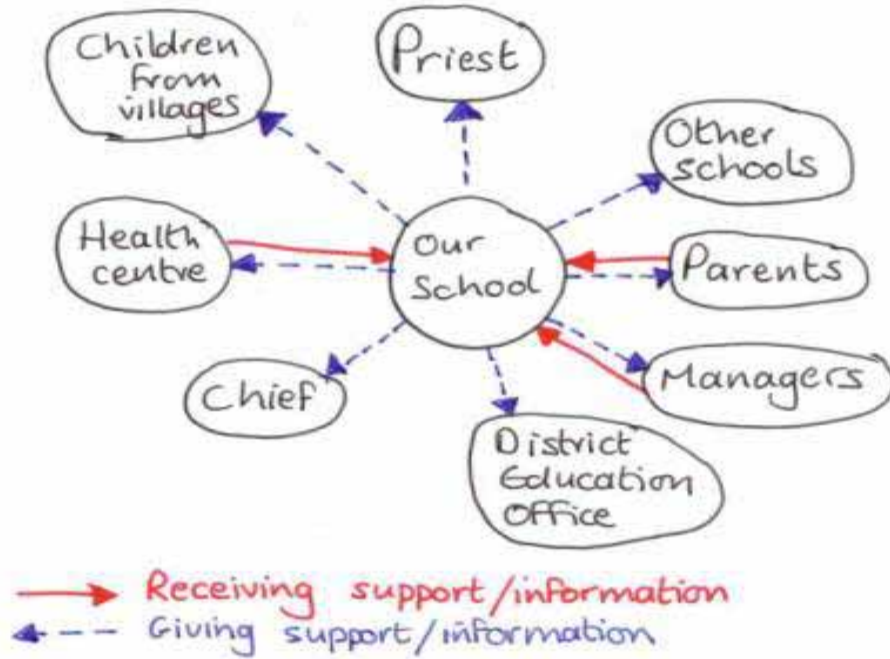 Children
from
villages
Priest
Other
schools
Health
centre
Our
School
Parents
Chief
Managers
District
Education
Office
Receiving support/information
Giving support/information